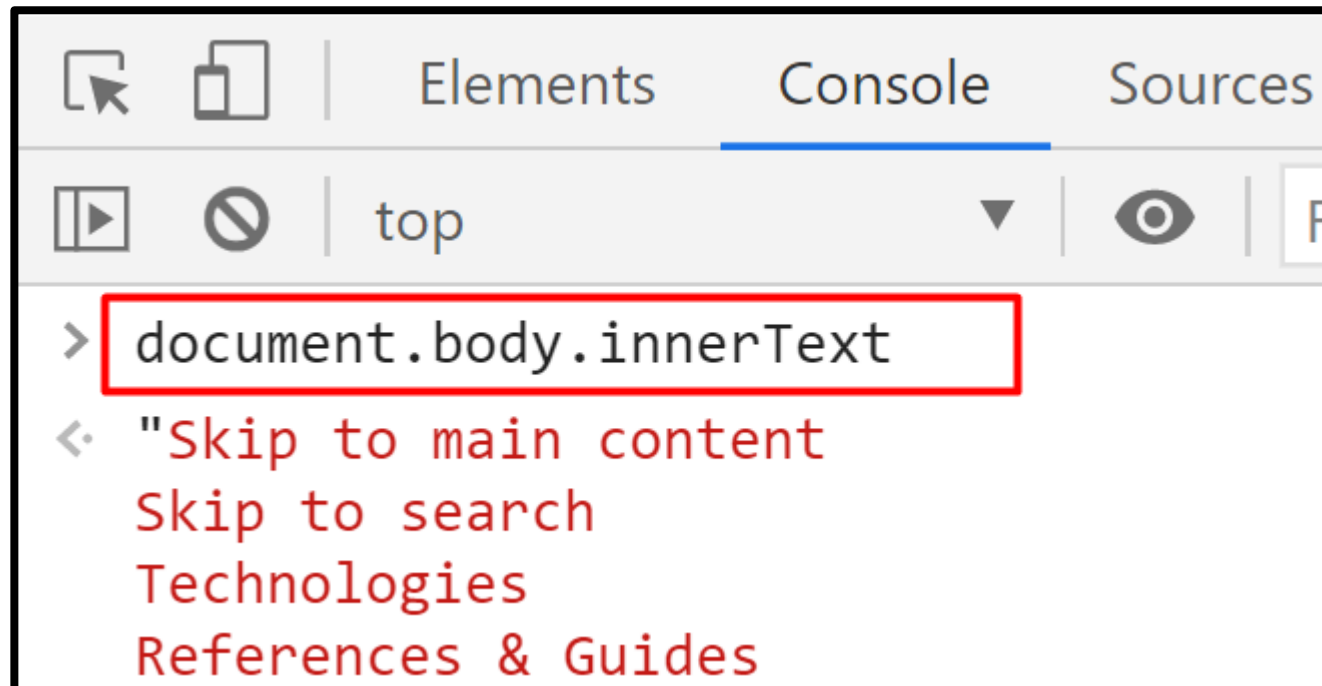 Elements Console Sources
top
> document.body.innerText
"Skip to main content
Skip to search
Technologies
References & Guides